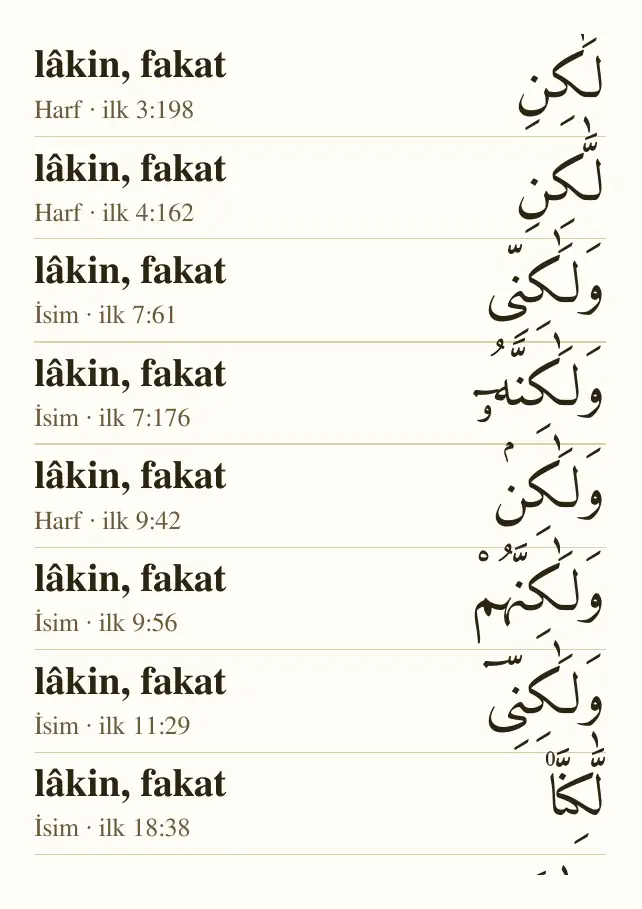 lâkin, fakat
لَٰكِنِ
Harf · ilk 3:198
lâkin, fakat
لَّٰكِنِ
Harf · ilk 4:162
lâkin, fakat
وَلَٰكِنِّى
İsim · ilk 7:61
lâkin, fakat
وَلَٰكِنَّهُۥٓ
İsim · ilk 7:176
lâkin, fakat
وَلَٰكِنۢ
Harf · ilk 9:42
lâkin, fakat
وَلَٰكِنَّهُمْ
İsim · ilk 9:56
lâkin, fakat
وَلَٰكِنِّىٓ
İsim · ilk 11:29
lâkin, fakat
لَّٰكِنَّا۠
İsim · ilk 18:38